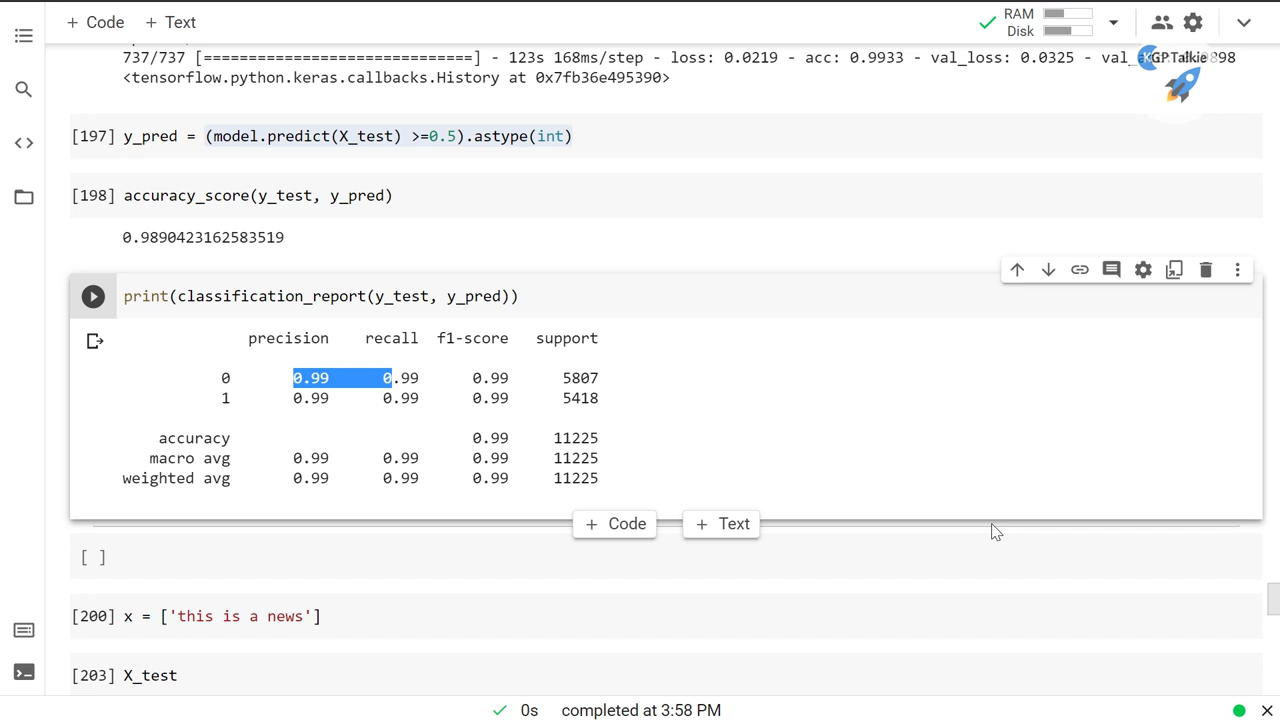 + Code + Text
RAM
Disk
737/737 [==============================] - 123s 168ms/step - loss: 0.0219 - acc: 0.9933 - val_loss: 0.0325 - val_
KGPTalkie
<tensorflow.python.keras.callbacks.History at 0x7fb36e495390>
[197] y_pred = (model.predict(X_test) >=0.5).astype(int)
[198] accuracy_score(y_test, y_pred)
0.9890423162583519
print(classification_report(y_test, y_pred))
precision recall f1-score support
0 0.99 0.99 0.99 5807
1 0.99 0.99 0.99 5418
accuracy 0.99 11225
macro avg 0.99 0.99 0.99 11225
weighted avg 0.99 0.99 0.99 11225
+ Code + Text
[ ]
[200] x = ['this is a news']
[203] X_test
0s completed at 3:58 PM